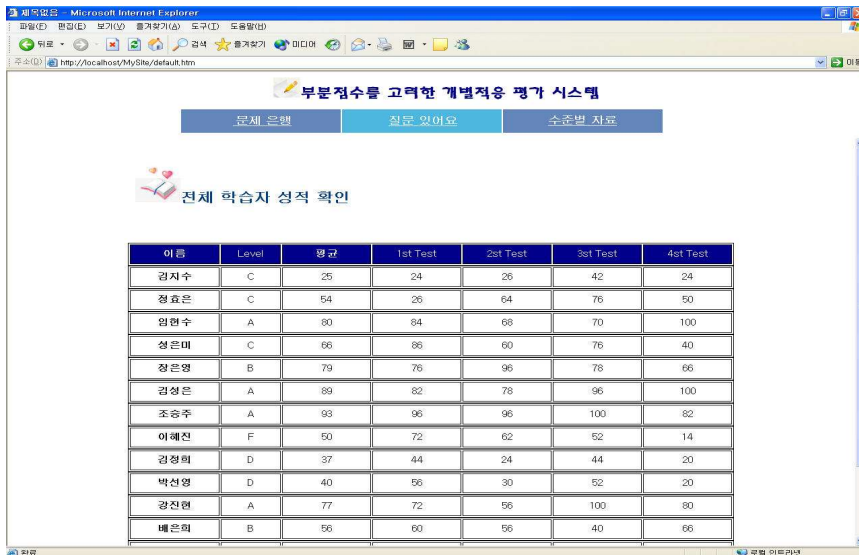 제목없음 - Microsoft Internet Explorer
파일(F) 편집(E) 보기(V) 즐겨찾기(A) 도구(T) 도움말(H)
뒤로 검색 즐겨찾기 미디어
주소(D) http://localhost/MySite/default.htm
부분점수를 고려한 개별적응 평가 시스템
문제 은행 질문 있어요 수준별 자료
전체 학습자 성적 확인
이름 Level 평균 1st Test 2st Test 3st Test 4st Test
김지수 C 25 24 26 42 24
정효은 C 54 26 64 76 50
임현수 A 80 84 68 70 100
성은미 C 66 86 60 76 40
장은영 B 79 76 96 78 66
김성은 A 89 82 78 96 100
조승주 A 93 96 96 100 82
이혜진 F 50 72 62 52 14
김정희 D 37 44 24 44 20
박선영 D 40 56 30 52 20
강진현 A 77 72 56 100 80
배은희 B 56 60 56 40 66
완료 로컬 인트라넷